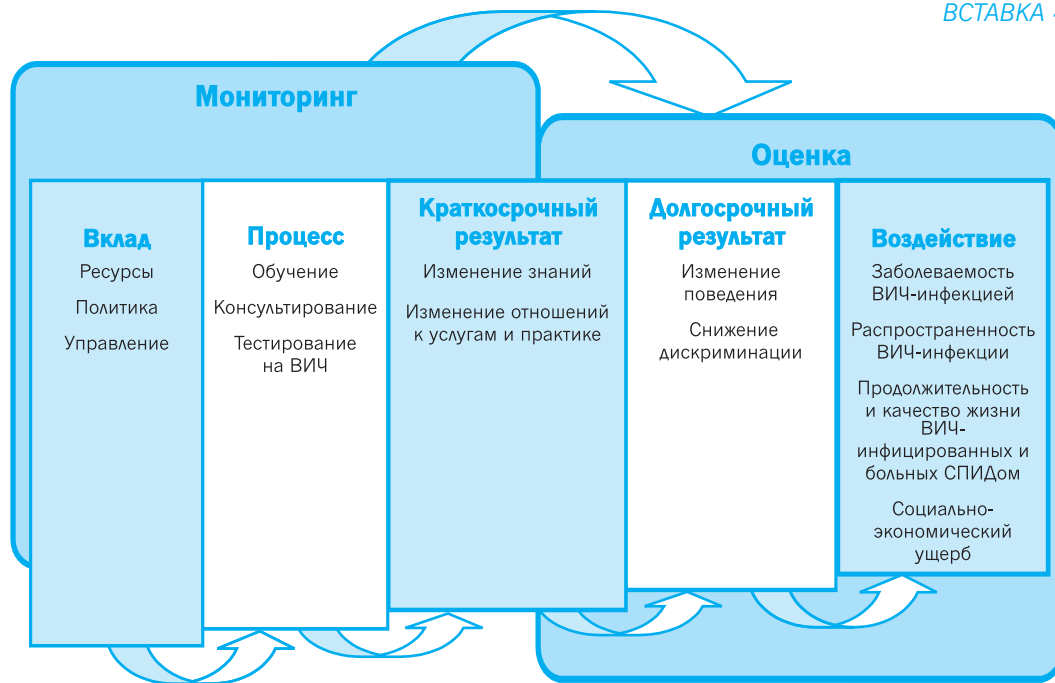 ВСТАВКА
Мониторинг
Оценка
Вклад
Ресурсы
Политика
Управление
Процесс
Обучение
Консультирование
Тестирование
на ВИЧ
Краткосрочный
результат
Изменение знаний
Изменение отношений
к услугам и практике
Долгосрочный
результат
Изменение
поведения
Снижение
дискриминации
Воздействие
Заболеваемость
ВИЧ-инфекцией
Распространенность
ВИЧ-инфекции
Продолжительность
и качество жизни
ВИЧ-
инфицированных и
больных СПИДом
Социально-
экономический
ущерб